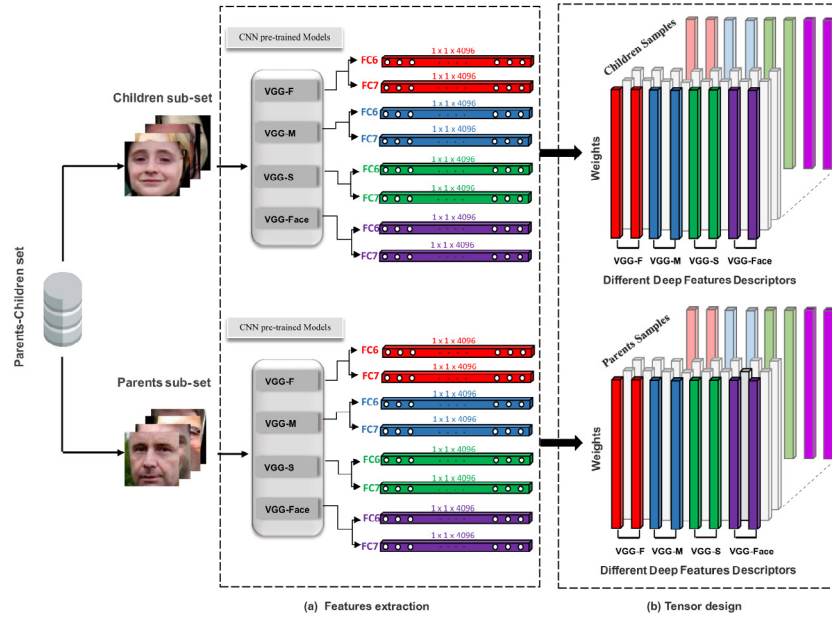 Parents-Children set
Children sub-set
CNN pre-trained Models
VGG-F
VGG-M
VGG-S
VGG-Face
FC6
1 x 1 x 4096
FC7
1 x 1 x 4096
FC6
1 x 1 x 4096
FC7
1 x 1 x 4096
FC6
1 x 1 x 4096
FC7
1 x 1 x 4096
FC6
1 x 1 x 4096
FC7
1 x 1 x 4096
Children Samples
Weights
VGG-F VGG-M VGG-S VGG-Face
Different Deep Features Descriptors
Parents sub-set
CNN pre-trained Models
VGG-F
VGG-M
VGG-S
VGG-Face
FC6
1 x 1 x 4096
FC7
1 x 1 x 4096
FC6
1 x 1 x 4096
FC7
1 x 1 x 4096
FC6
1 x 1 x 4096
FC7
1 x 1 x 4096
FC6
1 x 1 x 4096
FC7
1 x 1 x 4096
Parents Samples
Weights
VGG-F VGG-M VGG-S VGG-Face
Different Deep Features Descriptors
(a) Features extraction
(b) Tensor design